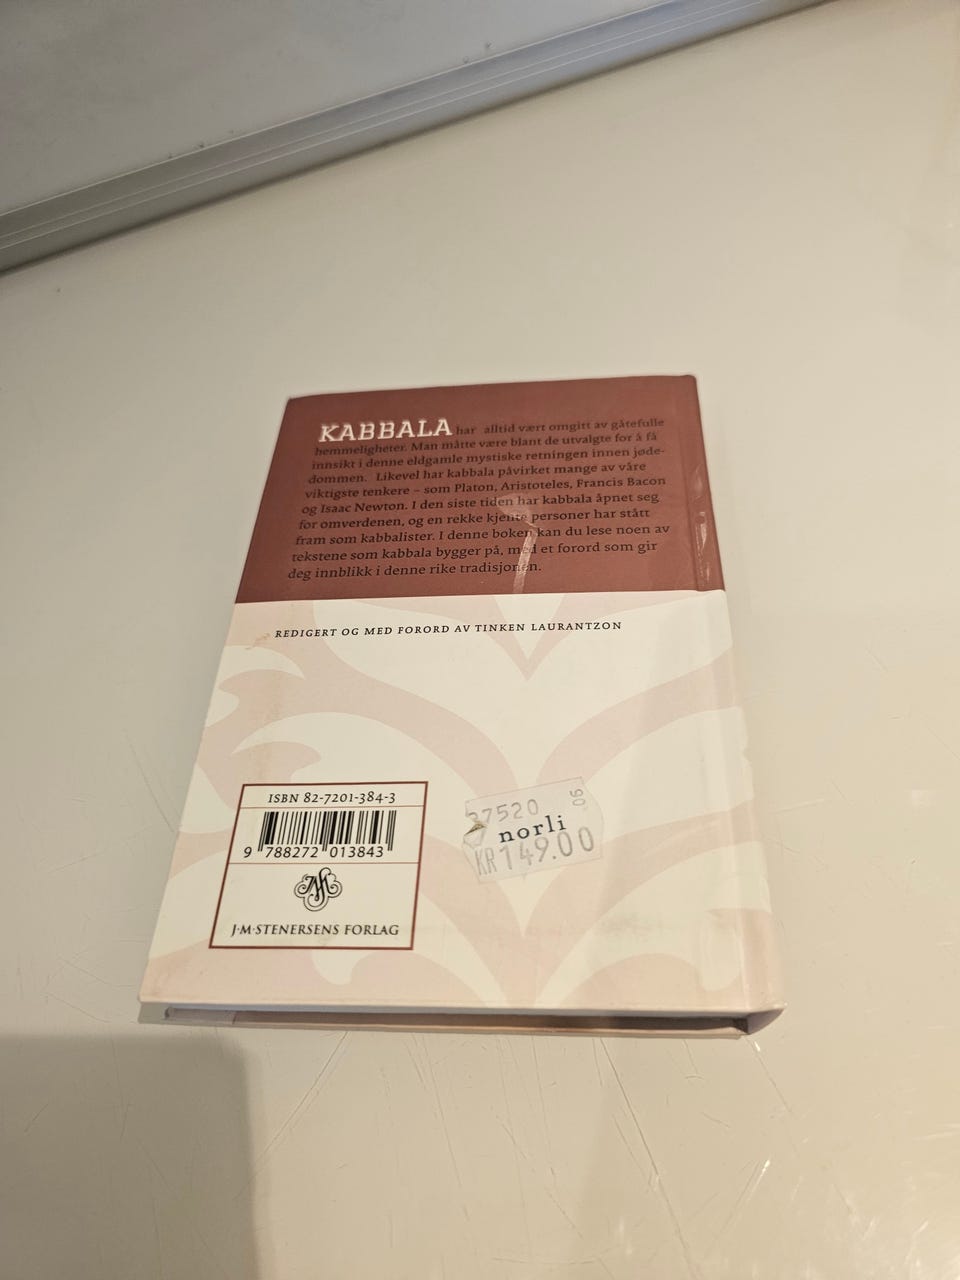 KABBALA har alltid vært omgitt av gåtefulle
hemmeligheter. Man måtte være blant de utvalgte for å få
innsikt i denne eldgamle mystiske retningen innen jøde-
dommen. Likevel har kabbala påvirket mange av våre
viktigste tenkere – som Platon, Aristoteles, Francis Bacon
og Isaac Newton. I den siste tiden har kabbala åpnet seg
for omverdenen, og en rekke kjente personer har stått
fram som kabbalister. I denne boken kan du lese noen av
tekstene som kabbala bygger på, med et forord som gir
deg innblikk i denne rike tradisjonen.
REDIGERT OG MED FORORD AV TINKEN LAURANTZON
ISBN 82-7201-384-3
9 788272 013843
J·M·STENERSENS FORLAG
37520 06
norli
KR149.00